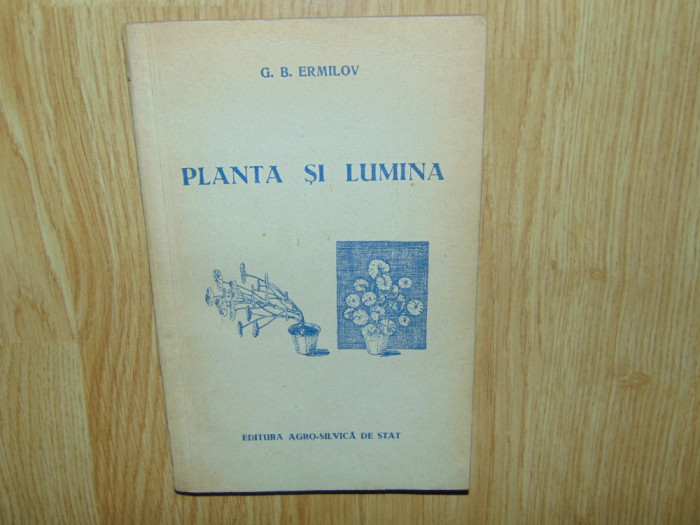 G. B. ERMILOV
PLANTA ȘI LUMINA
EDITURA AGRO-SILVICĂ DE STAT